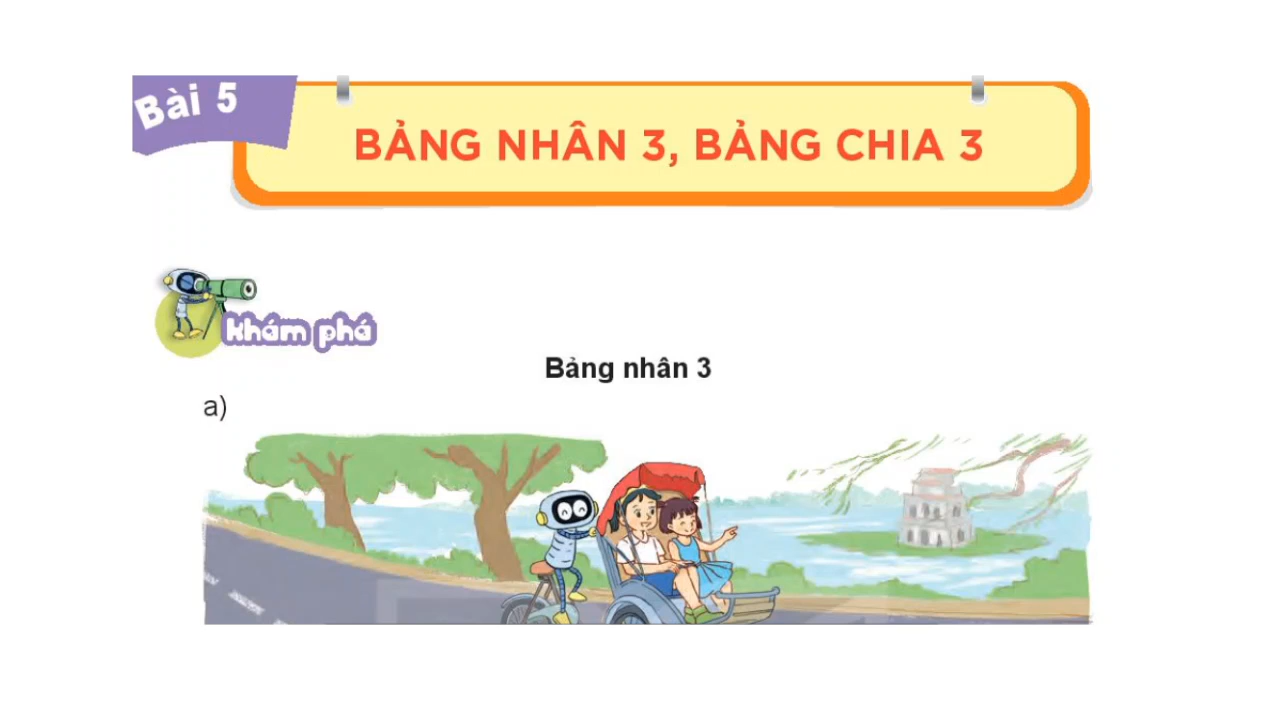 Bài 5
BẢNG NHÂN 3, BẢNG CHIA 3
khám phá
Bảng nhân 3
a)